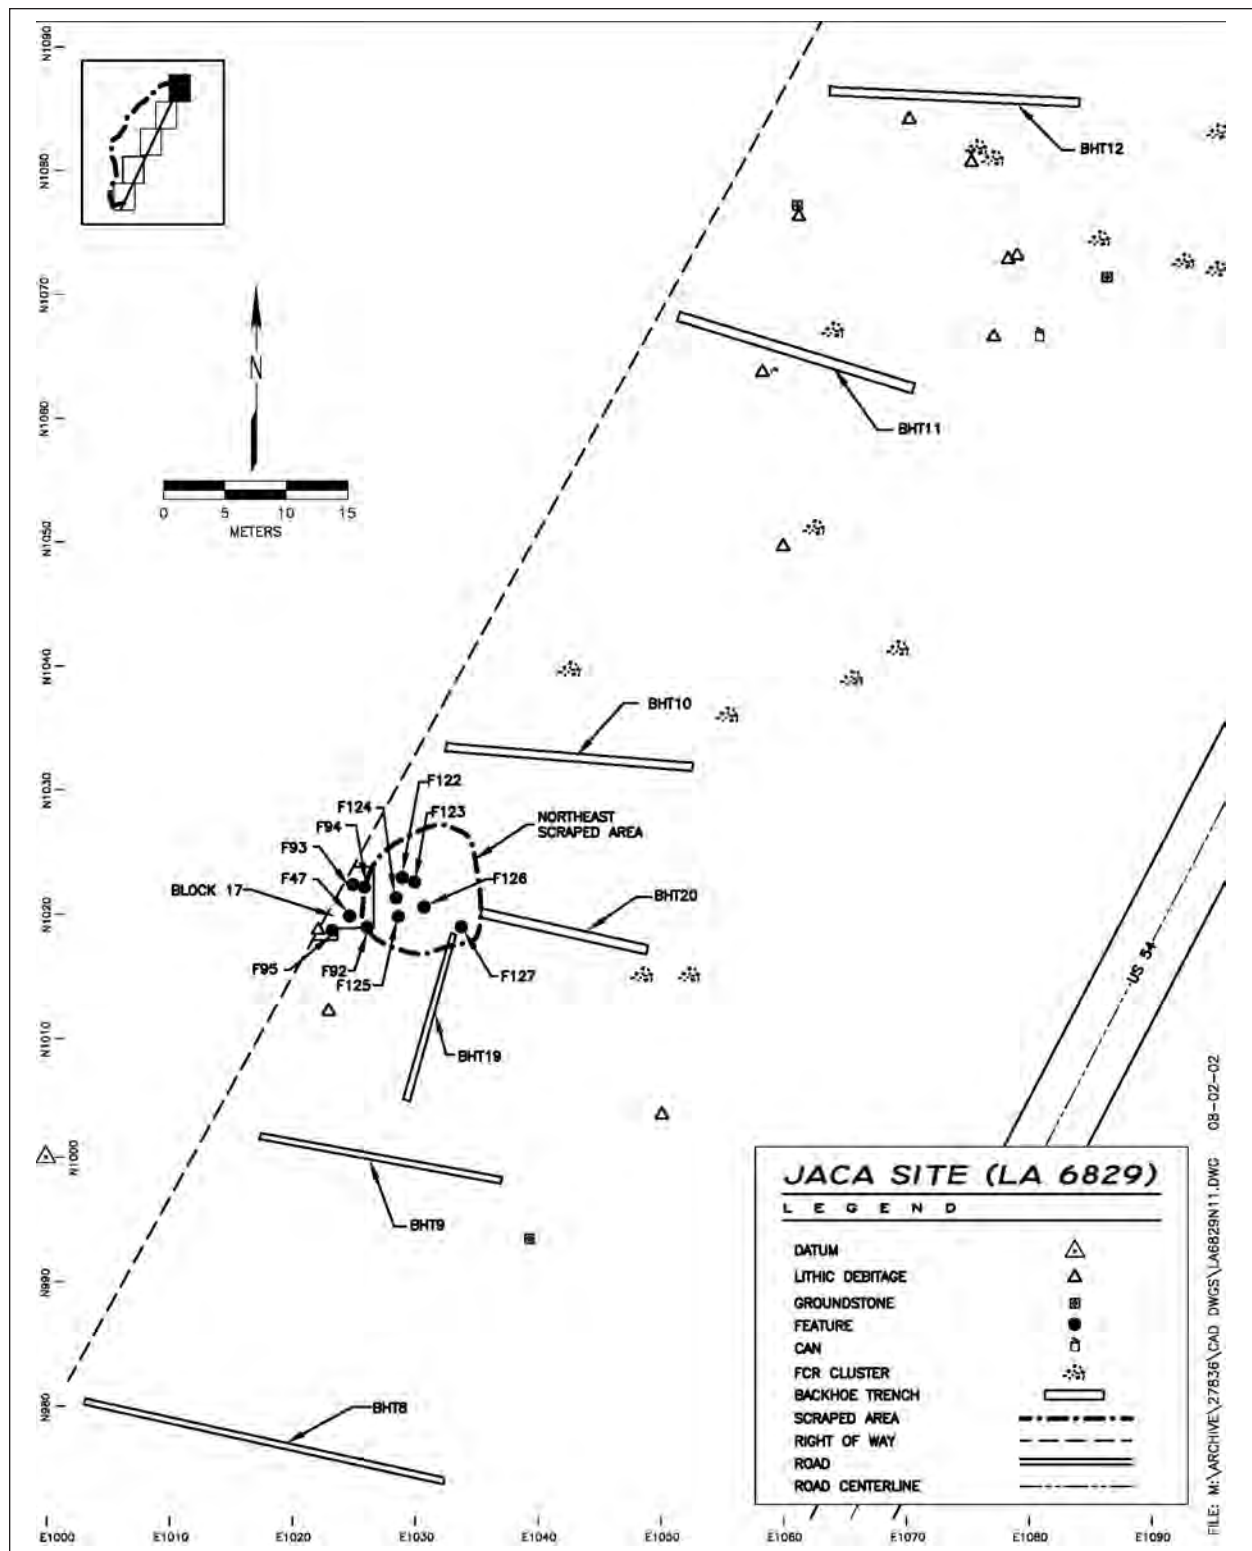 N1090
N1080
N1070
N1060
N1050
N1040
N1030
N1020
N1010
N1000
N990
N980
BHT12
N
0 5 10 15
METERS
BHT11
BHT10
F122
F124
F123
F94
NORTHEAST
SCRAPED AREA
F93
F126
F47
BLOCK 17
BHT20
F95
F92
F125
F127
BHT19
US 54
BHT9
BHT8
JACA SITE (LA 6829)
LEGEND
DATUM
LITHIC DEBITAGE
GROUNDSTONE
FEATURE
CAN
FCR CLUSTER
BACKHOE TRENCH
SCRAPED AREA
RIGHT OF WAY
ROAD
ROAD CENTERLINE
FILE: M:\ARCHIVE\27836\CAD DWGS\LA6829N11.DWG 08-02-02
E1000 E1010 E1020 E1030 E1040 E1050 E1060 E1070 E1080 E1090